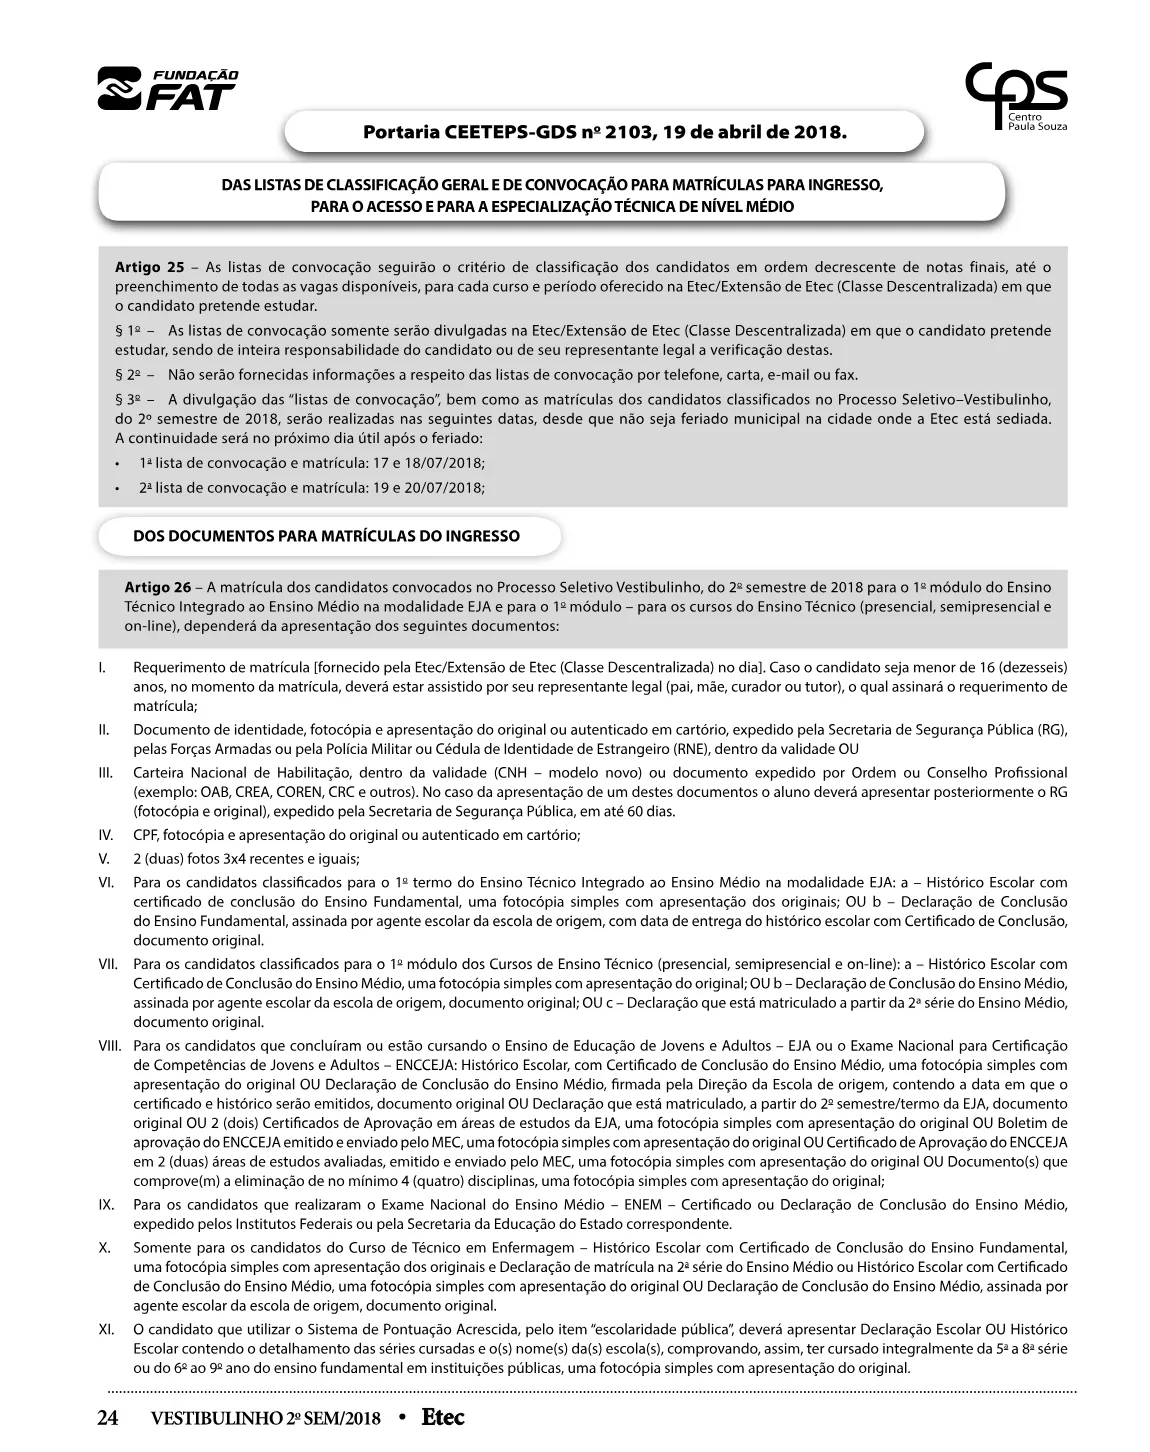 FUNDAÇÃO
FAT
CPS
Centro
Paula Souza
Portaria CEETEPS-GDS nº 2103, 19 de abril de 2018.
DAS LISTAS DE CLASSIFICAÇÃO GERAL E DE CONVOCAÇÃO PARA MATRÍCULAS PARA INGRESSO,
PARA O ACESSO E PARA A ESPECIALIZAÇÃO TÉCNICA DE NÍVEL MÉDIO
Artigo 25 – As listas de convocação seguirão o critério de classificação dos candidatos em ordem decrescente de notas finais, até o
preenchimento de todas as vagas disponíveis, para cada curso e período oferecido na Etec/Extensão de Etec (Classe Descentralizada) em que
o candidato pretende estudar.
§ 1º – As listas de convocação somente serão divulgadas na Etec/Extensão de Etec (Classe Descentralizada) em que o candidato pretende
estudar, sendo de inteira responsabilidade do candidato ou de seu representante legal a verificação destas.
§ 2º – Não serão fornecidas informações a respeito das listas de convocação por telefone, carta, e-mail ou fax.
§ 3º – A divulgação das “listas de convocação”, bem como as matrículas dos candidatos classificados no Processo Seletivo–Vestibulinho,
do 2º semestre de 2018, serão realizadas nas seguintes datas, desde que não seja feriado municipal na cidade onde a Etec está sediada.
A continuidade será no próximo dia útil após o feriado:
• 1ª lista de convocação e matrícula: 17 e 18/07/2018;
• 2ª lista de convocação e matrícula: 19 e 20/07/2018;
DOS DOCUMENTOS PARA MATRÍCULAS DO INGRESSO
Artigo 26 – A matrícula dos candidatos convocados no Processo Seletivo Vestibulinho, do 2º semestre de 2018 para o 1º módulo do Ensino
Técnico Integrado ao Ensino Médio na modalidade EJA e para o 1º módulo – para os cursos do Ensino Técnico (presencial, semipresencial e
on-line), dependerá da apresentação dos seguintes documentos:
I. Requerimento de matrícula [fornecido pela Etec/Extensão de Etec (Classe Descentralizada) no dia]. Caso o candidato seja menor de 16 (dezesseis)
anos, no momento da matrícula, deverá estar assistido por seu representante legal (pai, mãe, curador ou tutor), o qual assinará o requerimento de
matrícula;
II. Documento de identidade, fotocópia e apresentação do original ou autenticado em cartório, expedido pela Secretaria de Segurança Pública (RG),
pelas Forças Armadas ou pela Polícia Militar ou Cédula de Identidade de Estrangeiro (RNE), dentro da validade OU
III. Carteira Nacional de Habilitação, dentro da validade (CNH – modelo novo) ou documento expedido por Ordem ou Conselho Profissional
(exemplo: OAB, CREA, COREN, CRC e outros). No caso da apresentação de um destes documentos o aluno deverá apresentar posteriormente o RG
(fotocópia e original), expedido pela Secretaria de Segurança Pública, em até 60 dias.
IV. CPF, fotocópia e apresentação do original ou autenticado em cartório;
V. 2 (duas) fotos 3x4 recentes e iguais;
VI. Para os candidatos classificados para o 1º termo do Ensino Técnico Integrado ao Ensino Médio na modalidade EJA: a – Histórico Escolar com
certificado de conclusão do Ensino Fundamental, uma fotocópia simples com apresentação dos originais; OU b – Declaração de Conclusão
do Ensino Fundamental, assinada por agente escolar da escola de origem, com data de entrega do histórico escolar com Certificado de Conclusão,
documento original.
VII. Para os candidatos classificados para o 1º módulo dos Cursos de Ensino Técnico (presencial, semipresencial e on-line): a – Histórico Escolar com
Certificado de Conclusão do Ensino Médio, uma fotocópia simples com apresentação do original; OU b – Declaração de Conclusão do Ensino Médio,
assinada por agente escolar da escola de origem, documento original; OU c – Declaração que está matriculado a partir da 2ª série do Ensino Médio,
documento original.
VIII. Para os candidatos que concluíram ou estão cursando o Ensino de Educação de Jovens e Adultos – EJA ou o Exame Nacional para Certificação
de Competências de Jovens e Adultos – ENCCEJA: Histórico Escolar, com Certificado de Conclusão do Ensino Médio, uma fotocópia simples com
apresentação do original OU Declaração de Conclusão do Ensino Médio, firmada pela Direção da Escola de origem, contendo a data em que o
certificado e histórico serão emitidos, documento original OU Declaração que está matriculado, a partir do 2º semestre/termo da EJA, documento
original OU 2 (dois) Certificados de Aprovação em áreas de estudos da EJA, uma fotocópia simples com apresentação do original OU Boletim de
aprovação do ENCCEJA emitido e enviado pelo MEC, uma fotocópia simples com apresentação do original OU Certificado de Aprovação do ENCCEJA
em 2 (duas) áreas de estudos avaliadas, emitido e enviado pelo MEC, uma fotocópia simples com apresentação do original OU Documento(s) que
comprove(m) a eliminação de no mínimo 4 (quatro) disciplinas, uma fotocópia simples com apresentação do original;
IX. Para os candidatos que realizaram o Exame Nacional do Ensino Médio – ENEM – Certificado ou Declaração de Conclusão do Ensino Médio,
expedido pelos Institutos Federais ou pela Secretaria da Educação do Estado correspondente.
X. Somente para os candidatos do Curso de Técnico em Enfermagem – Histórico Escolar com Certificado de Conclusão do Ensino Fundamental,
uma fotocópia simples com apresentação dos originais e Declaração de matrícula na 2ª série do Ensino Médio ou Histórico Escolar com Certificado
de Conclusão do Ensino Médio, uma fotocópia simples com apresentação do original OU Declaração de Conclusão do Ensino Médio, assinada por
agente escolar da escola de origem, documento original.
XI. O candidato que utilizar o Sistema de Pontuação Acrescida, pelo item “escolaridade pública”, deverá apresentar Declaração Escolar OU Histórico
Escolar contendo o detalhamento das séries cursadas e o(s) nome(s) da(s) escola(s), comprovando, assim, ter cursado integralmente da 5ª a 8ª série
ou do 6º ao 9º ano do ensino fundamental em instituições públicas, uma fotocópia simples com apresentação do original.
24 VESTIBULINHO 2º SEM/2018 • Etec